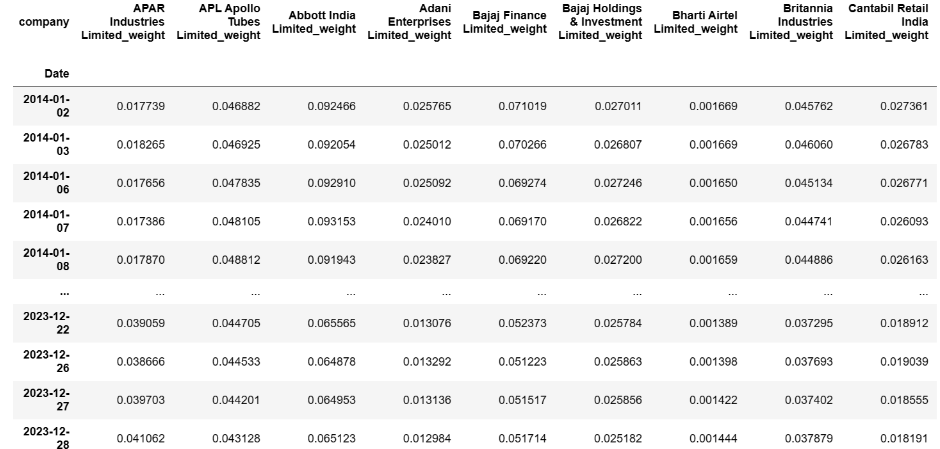 company APAR Industries Limited_weight APL Apollo Tubes Limited_weight Abbott India Limited_weight Adani Enterprises Limited_weight Bajaj Finance Limited_weight Bajaj Holdings & Investment Limited_weight Bharti Airtel Limited_weight Britannia Industries Limited_weight Cantabil Retail India Limited_weight
Date
2014-01-02 0.017739 0.046882 0.092466 0.025765 0.071019 0.027011 0.001669 0.045762 0.027361
2014-01-03 0.018265 0.046925 0.092054 0.025012 0.070266 0.026807 0.001669 0.046060 0.026783
2014-01-06 0.017656 0.047835 0.092910 0.025092 0.069274 0.027246 0.001650 0.045134 0.026771
2014-01-07 0.017386 0.048105 0.093153 0.024010 0.069170 0.026822 0.001656 0.044741 0.026093
2014-01-08 0.017870 0.048812 0.091943 0.023827 0.069220 0.027200 0.001659 0.044886 0.026163
... ... ... ... ... ... ... ... ... ...
2023-12-22 0.039059 0.044705 0.065565 0.013076 0.052373 0.025784 0.001389 0.037295 0.018912
2023-12-26 0.038666 0.044533 0.064878 0.013292 0.051223 0.025863 0.001398 0.037693 0.019039
2023-12-27 0.039703 0.044201 0.064953 0.013136 0.051517 0.025856 0.001422 0.037402 0.018555
2023-12-28 0.041062 0.043128 0.065123 0.012984 0.051714 0.025182 0.001444 0.037879 0.018191